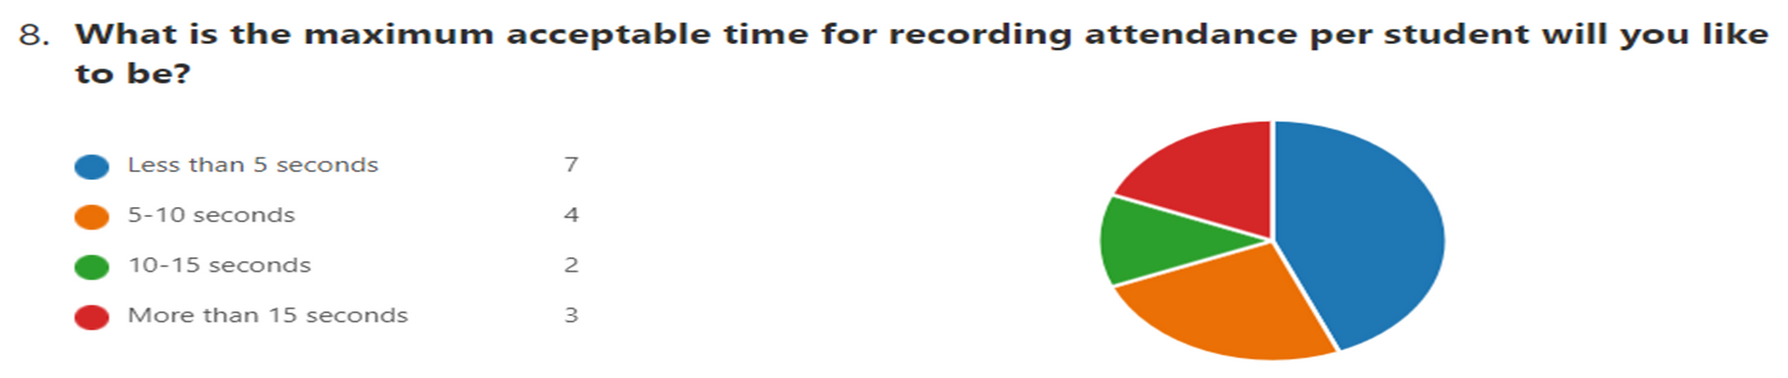 8. What is the maximum acceptable time for recording attendance per student will you like
to be?
Less than 5 seconds 7
5-10 seconds 4
10-15 seconds 2
More than 15 seconds 3